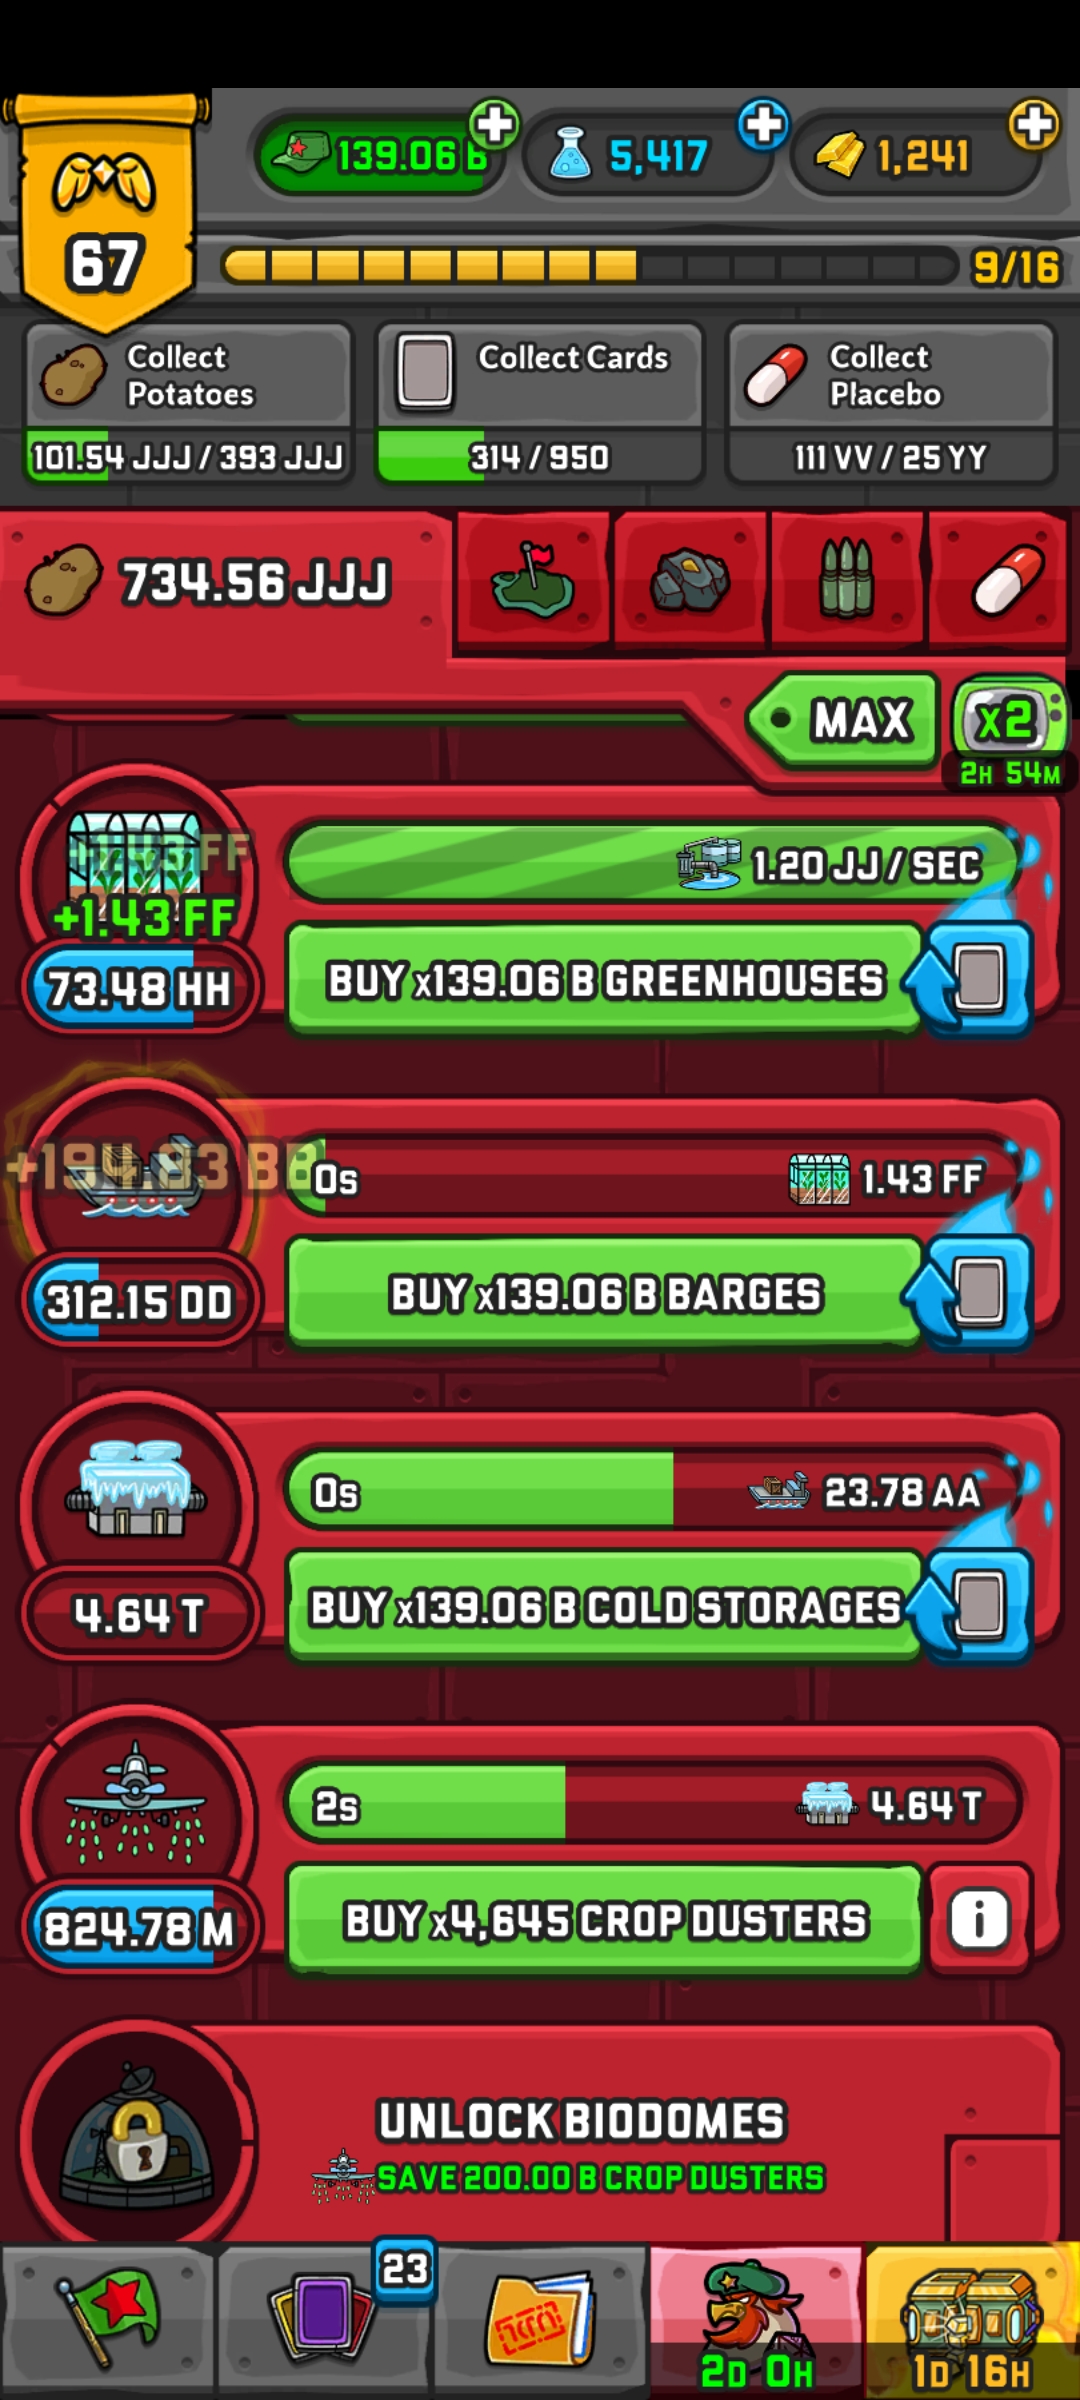 139.06 B
5,417
1,241
67
9/16
Collect Potatoes
101.54 JJJ / 393 JJJ
Collect Cards
314 / 950
Collect Placebo
111 VV / 25 YY
734.56 JJJ
MAX
x2
2H 54M
+1.43 FF
+1.43 FF
73.48 HH
1.20 JJ / SEC
BUY x139.06 B GREENHOUSES
+194.83 BB
312.15 DD
0s
1.43 FF
BUY x139.06 B BARGES
4.64 T
0s
23.78 AA
BUY x139.06 B COLD STORAGES
824.78 M
2s
4.64 T
BUY x4,645 CROP DUSTERS
i
UNLOCK BIODOMES
SAVE 200.00 B CROP DUSTERS
23
2D 0H
1D 16H